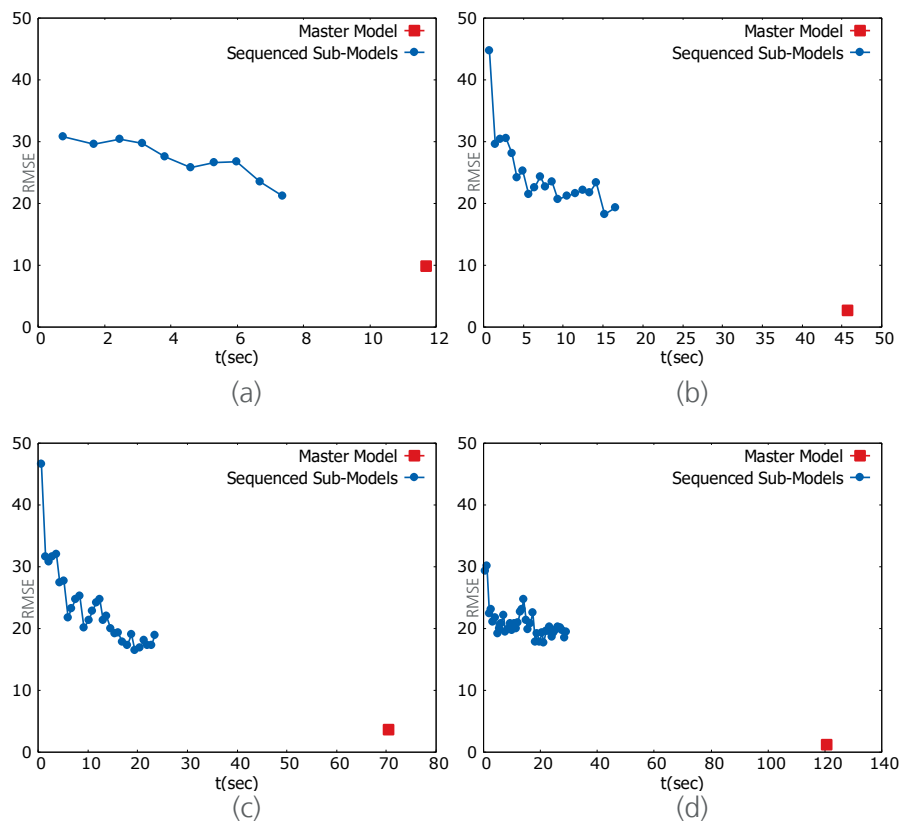 50
Master Model
Sequenced Sub-Models
40
30
RMSE
20
10
0
0 2 4 6 8 10 12
t(sec)
(a)
50
Master Model
Sequenced Sub-Models
40
30
RMSE
20
10
0
0 5 10 15 20 25 30 35 40 45 50
t(sec)
(b)
50
Master Model
Sequenced Sub-Models
40
30
RMSE
20
10
0
0 10 20 30 40 50 60 70 80
t(sec)
(c)
50
Master Model
Sequenced Sub-Models
40
30
RMSE
20
10
0
0 20 40 60 80 100 120 140
t(sec)
(d)